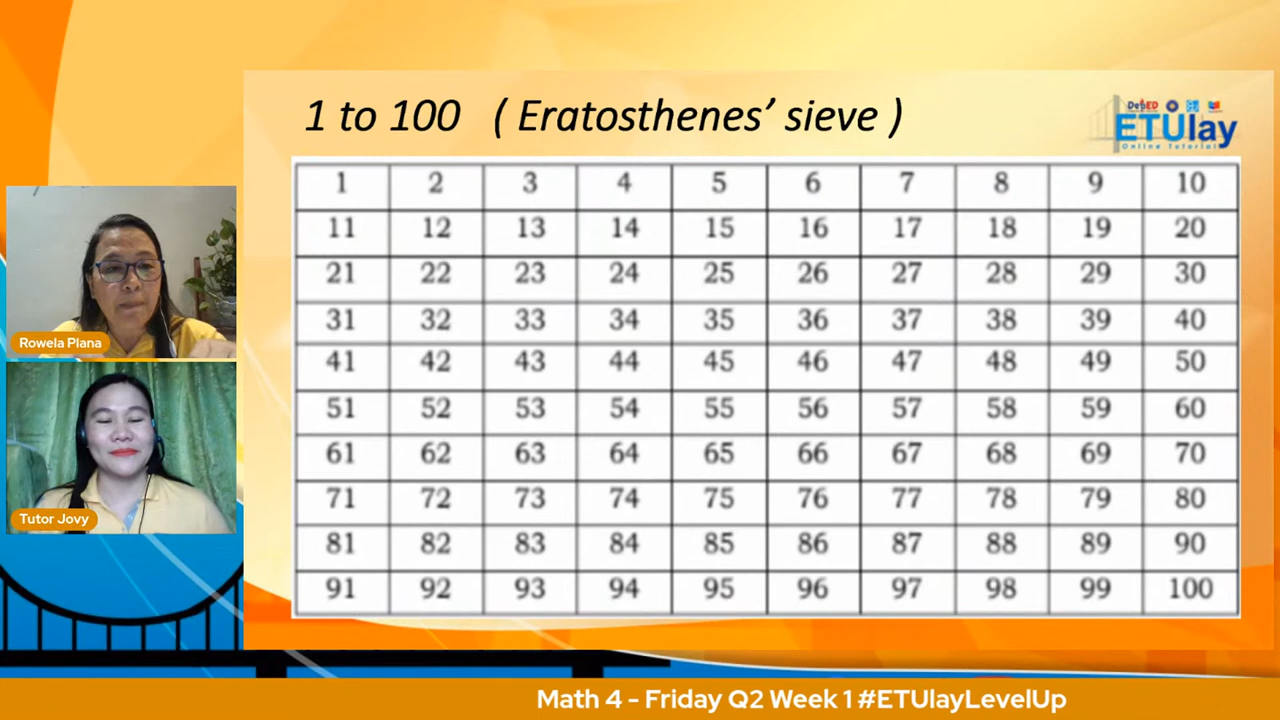 1 to 100 ( Eratosthenes’ sieve )
DepED
ETUlay
Online Tutorial
1 2 3 4 5 6 7 8 9 10
11 12 13 14 15 16 17 18 19 20
21 22 23 24 25 26 27 28 29 30
31 32 33 34 35 36 37 38 39 40
41 42 43 44 45 46 47 48 49 50
51 52 53 54 55 56 57 58 59 60
61 62 63 64 65 66 67 68 69 70
71 72 73 74 75 76 77 78 79 80
81 82 83 84 85 86 87 88 89 90
91 92 93 94 95 96 97 98 99 100
Rowela Plana
Tutor Jovy
Math 4 - Friday Q2 Week 1 #ETUlayLevelUp